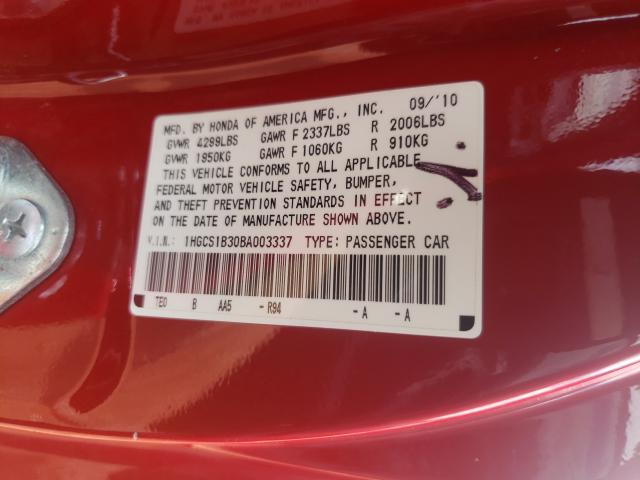 MFD. BY HONDA OF AMERICA MFG., INC. 09/'10
GVWR 4299LBS GAWR F 2337LBS R 2006LBS
GVWR 1950KG GAWR F 1060KG R 910KG
THIS VEHICLE CONFORMS TO ALL APPLICABLE
FEDERAL MOTOR VEHICLE SAFETY, BUMPER,
AND THEFT PREVENTION STANDARDS IN EFFECT
ON THE DATE OF MANUFACTURE SHOWN ABOVE.
V.I.N.: 1HGCS1B30BA003337 TYPE: PASSENGER CAR
TE0 B AA5 - R94 - A - A